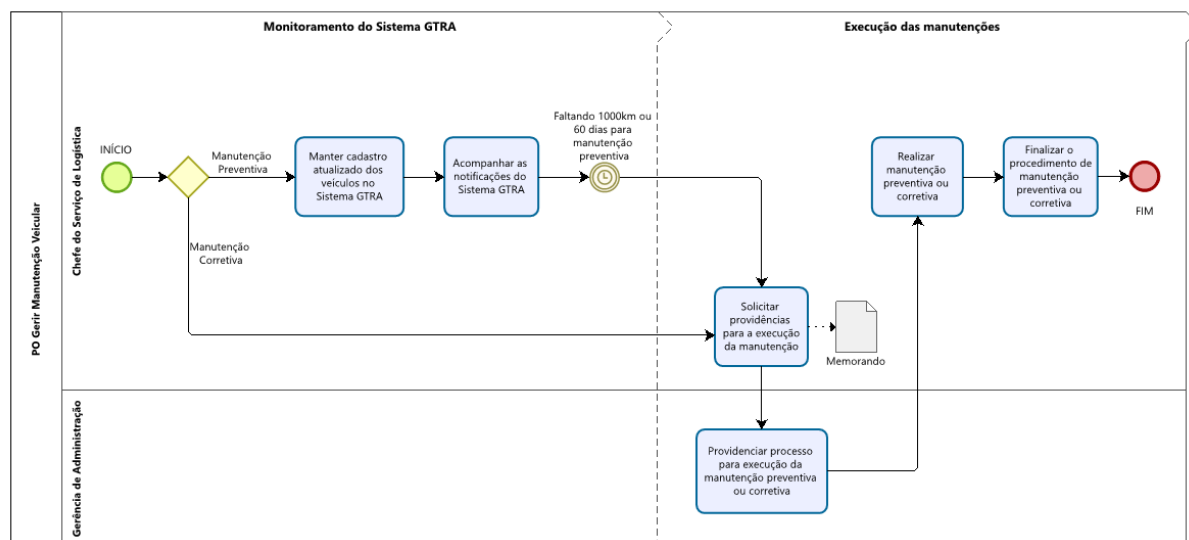 Monitoramento do Sistema GTRA
Execução das manutenções
PO Gerir Manutenção Veicular
Chefe do Serviço de Logística
INÍCIO
Manutenção
Preventiva
Manutenção
Corretiva
Manter cadastro
atualizado dos
veículos no
Sistema GTRA
Acompanhar as
notificações do
Sistema GTRA
Faltando 1000km ou
60 dias para
manutenção
preventiva
Solicitar
providências
para a execução
da manutenção
Memorando
Realizar
manutenção
preventiva ou
corretiva
Finalizar o
procedimento de
manutenção
preventiva ou
corretiva
FIM
Gerência de Administração
Providenciar processo
para execução da
manutenção preventiva
ou corretiva